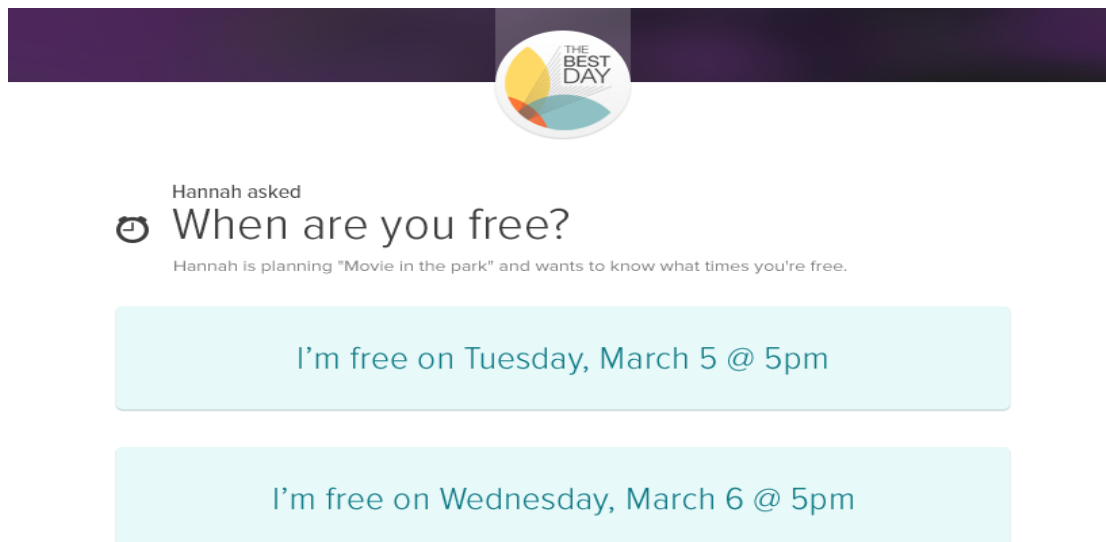 THE
BEST
DAY
Hannah asked
When are you free?
Hannah is planning "Movie in the park" and wants to know what times you're free.
I’m free on Tuesday, March 5 @ 5pm
I’m free on Wednesday, March 6 @ 5pm